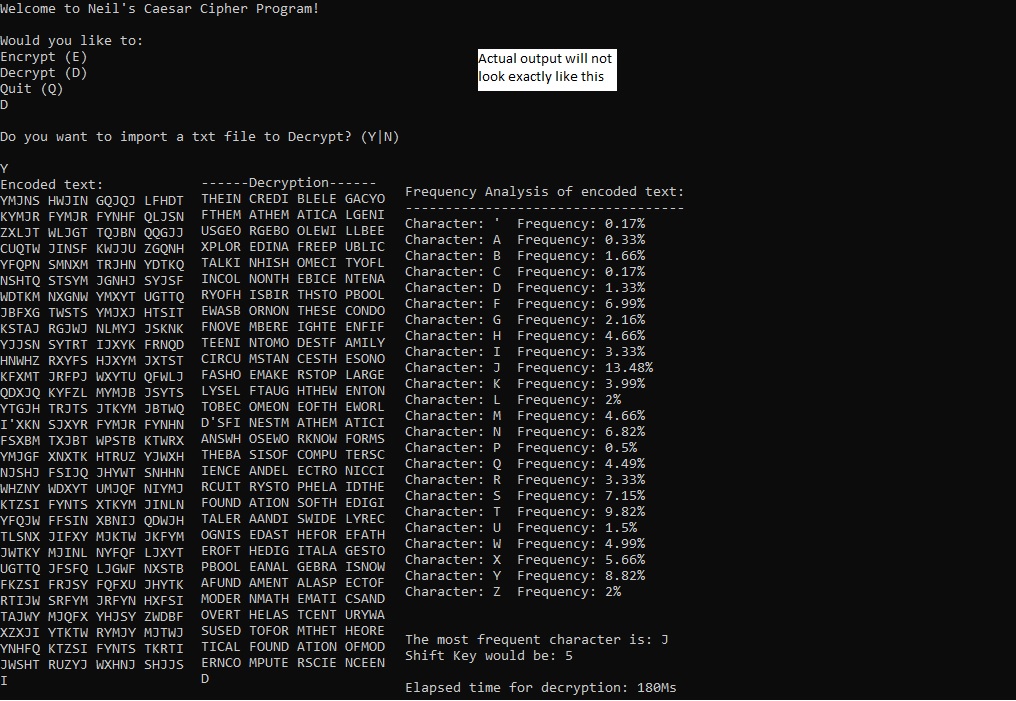 Welcome to Neil's Caesar Cipher Program!
Would you like to:
Encrypt (E)
Decrypt (D)
Quit (Q)
D
Actual output will not
look exactly like this
Do you want to import a txt file to Decrypt? (Y|N)
Y
Encoded text:
YMJNS HWJIN GQJQJ LFHDT
KYMJR FYMJR FYNHF QLJSN
ZXLJT WLJGT TQJBN QQGJJ
CUQTW JINSF KWJJU ZGQNH
YFQPN SMNXM TRJHN YDTKQ
NSHTQ STSYM JGNHJ SYJSF
WDTKM NXGNW YMXYT UGTTQ
JBFXG TWSTS YMJXJ HTSIT
KSTAJ RGJWJ NLMYJ JSKNK
YJJSN SYTRT IJXYK FRNQD
HNWHZ RXYFS HJXYM JXTST
KFXMT JRFPJ WXYTU QFWLJ
QDXJQ KYFZL MYMJB JSYTS
YTGJH TRJTS JTKYM JBTWQ
I'XKN SJXYR FYMJR FYNHN
FSXBM TXJBT WPSTB KTWRX
YMJGF XNXTK HTRUZ YJWXH
NJSHJ FSIJQ JHYWT SNHHN
WHZNY WDXYT UMJQF NIYMJ
KTZSI FYNTS XTKYM JINLN
YFQJW FFSIN XBNIJ QDWJH
TLSNX JIFXY MJKTW JKFYM
JWTKY MJINL NYFQF LJXYT
UGTTQ JFSFQ LJGWF NXSTB
FKZSI FRJSY FQFXU JHYTK
RTIJW SRFYM JRFYN HXFSI
TAJWY MJQFX YHJSY ZWDBF
XZXJI YTKTW RYMJY MJTWJ
YNHFQ KTZSI FYNTS TKRTI
JWSHT RUZYJ WXHNJ SHJJS
I
------Decryption------
THEIN CREDI BLELE GACYO
FTHEM ATHEM ATICA LGENI
USGEO RGEBO OLEWI LLBEE
XPLOR EDINA FREEP UBLIC
TALKI NHISH OMECI TYOFL
INCOL NONTH EBICE NTENA
RYOFH ISBIR THSTO PBOOL
EWASB ORNON THESE CONDO
FNOVE MBERE IGHTE ENFIF
TEENI NTOMO DESTF AMILY
CIRCU MSTAN CESTH ESONO
FASHO EMAKE RSTOP LARGE
LYSEL FTAUG HTHEW ENTON
TOBEC OMEON EOFTH EWORL
D'SFI NESTM ATHEM ATICI
ANSWH OSEWO RKNOW FORMS
THEBA SISOF COMPU TERSC
IENCE ANDEL ECTRO NICCI
RCUIT RYSTO PHELA IDTHE
FOUND ATION SOFTH EDIGI
TALER AANDI SWIDE LYREC
OGNIS EDAST HEFOR EFATH
EROFT HEDIG ITALA GESTO
PBOOL EANAL GEBRA ISNOW
AFUND AMENT ALASP ECTOF
MODER NMATH EMATI CSAND
OVERT HELAS TCENT URYWA
SUSED TOFOR MTHET HEORE
TICAL FOUND ATION OFMOD
ERNCO MPUTE RSCIE NCEEN
D
Frequency Analysis of encoded text:
-----------------------------------
Character: ' Frequency: 0.17%
Character: A Frequency: 0.33%
Character: B Frequency: 1.66%
Character: C Frequency: 0.17%
Character: D Frequency: 1.33%
Character: F Frequency: 6.99%
Character: G Frequency: 2.16%
Character: H Frequency: 4.66%
Character: I Frequency: 3.33%
Character: J Frequency: 13.48%
Character: K Frequency: 3.99%
Character: L Frequency: 2%
Character: M Frequency: 4.66%
Character: N Frequency: 6.82%
Character: P Frequency: 0.5%
Character: Q Frequency: 4.49%
Character: R Frequency: 3.33%
Character: S Frequency: 7.15%
Character: T Frequency: 9.82%
Character: U Frequency: 1.5%
Character: W Frequency: 4.99%
Character: X Frequency: 5.66%
Character: Y Frequency: 8.82%
Character: Z Frequency: 2%
The most frequent character is: J
Shift Key would be: 5
Elapsed time for decryption: 180Ms